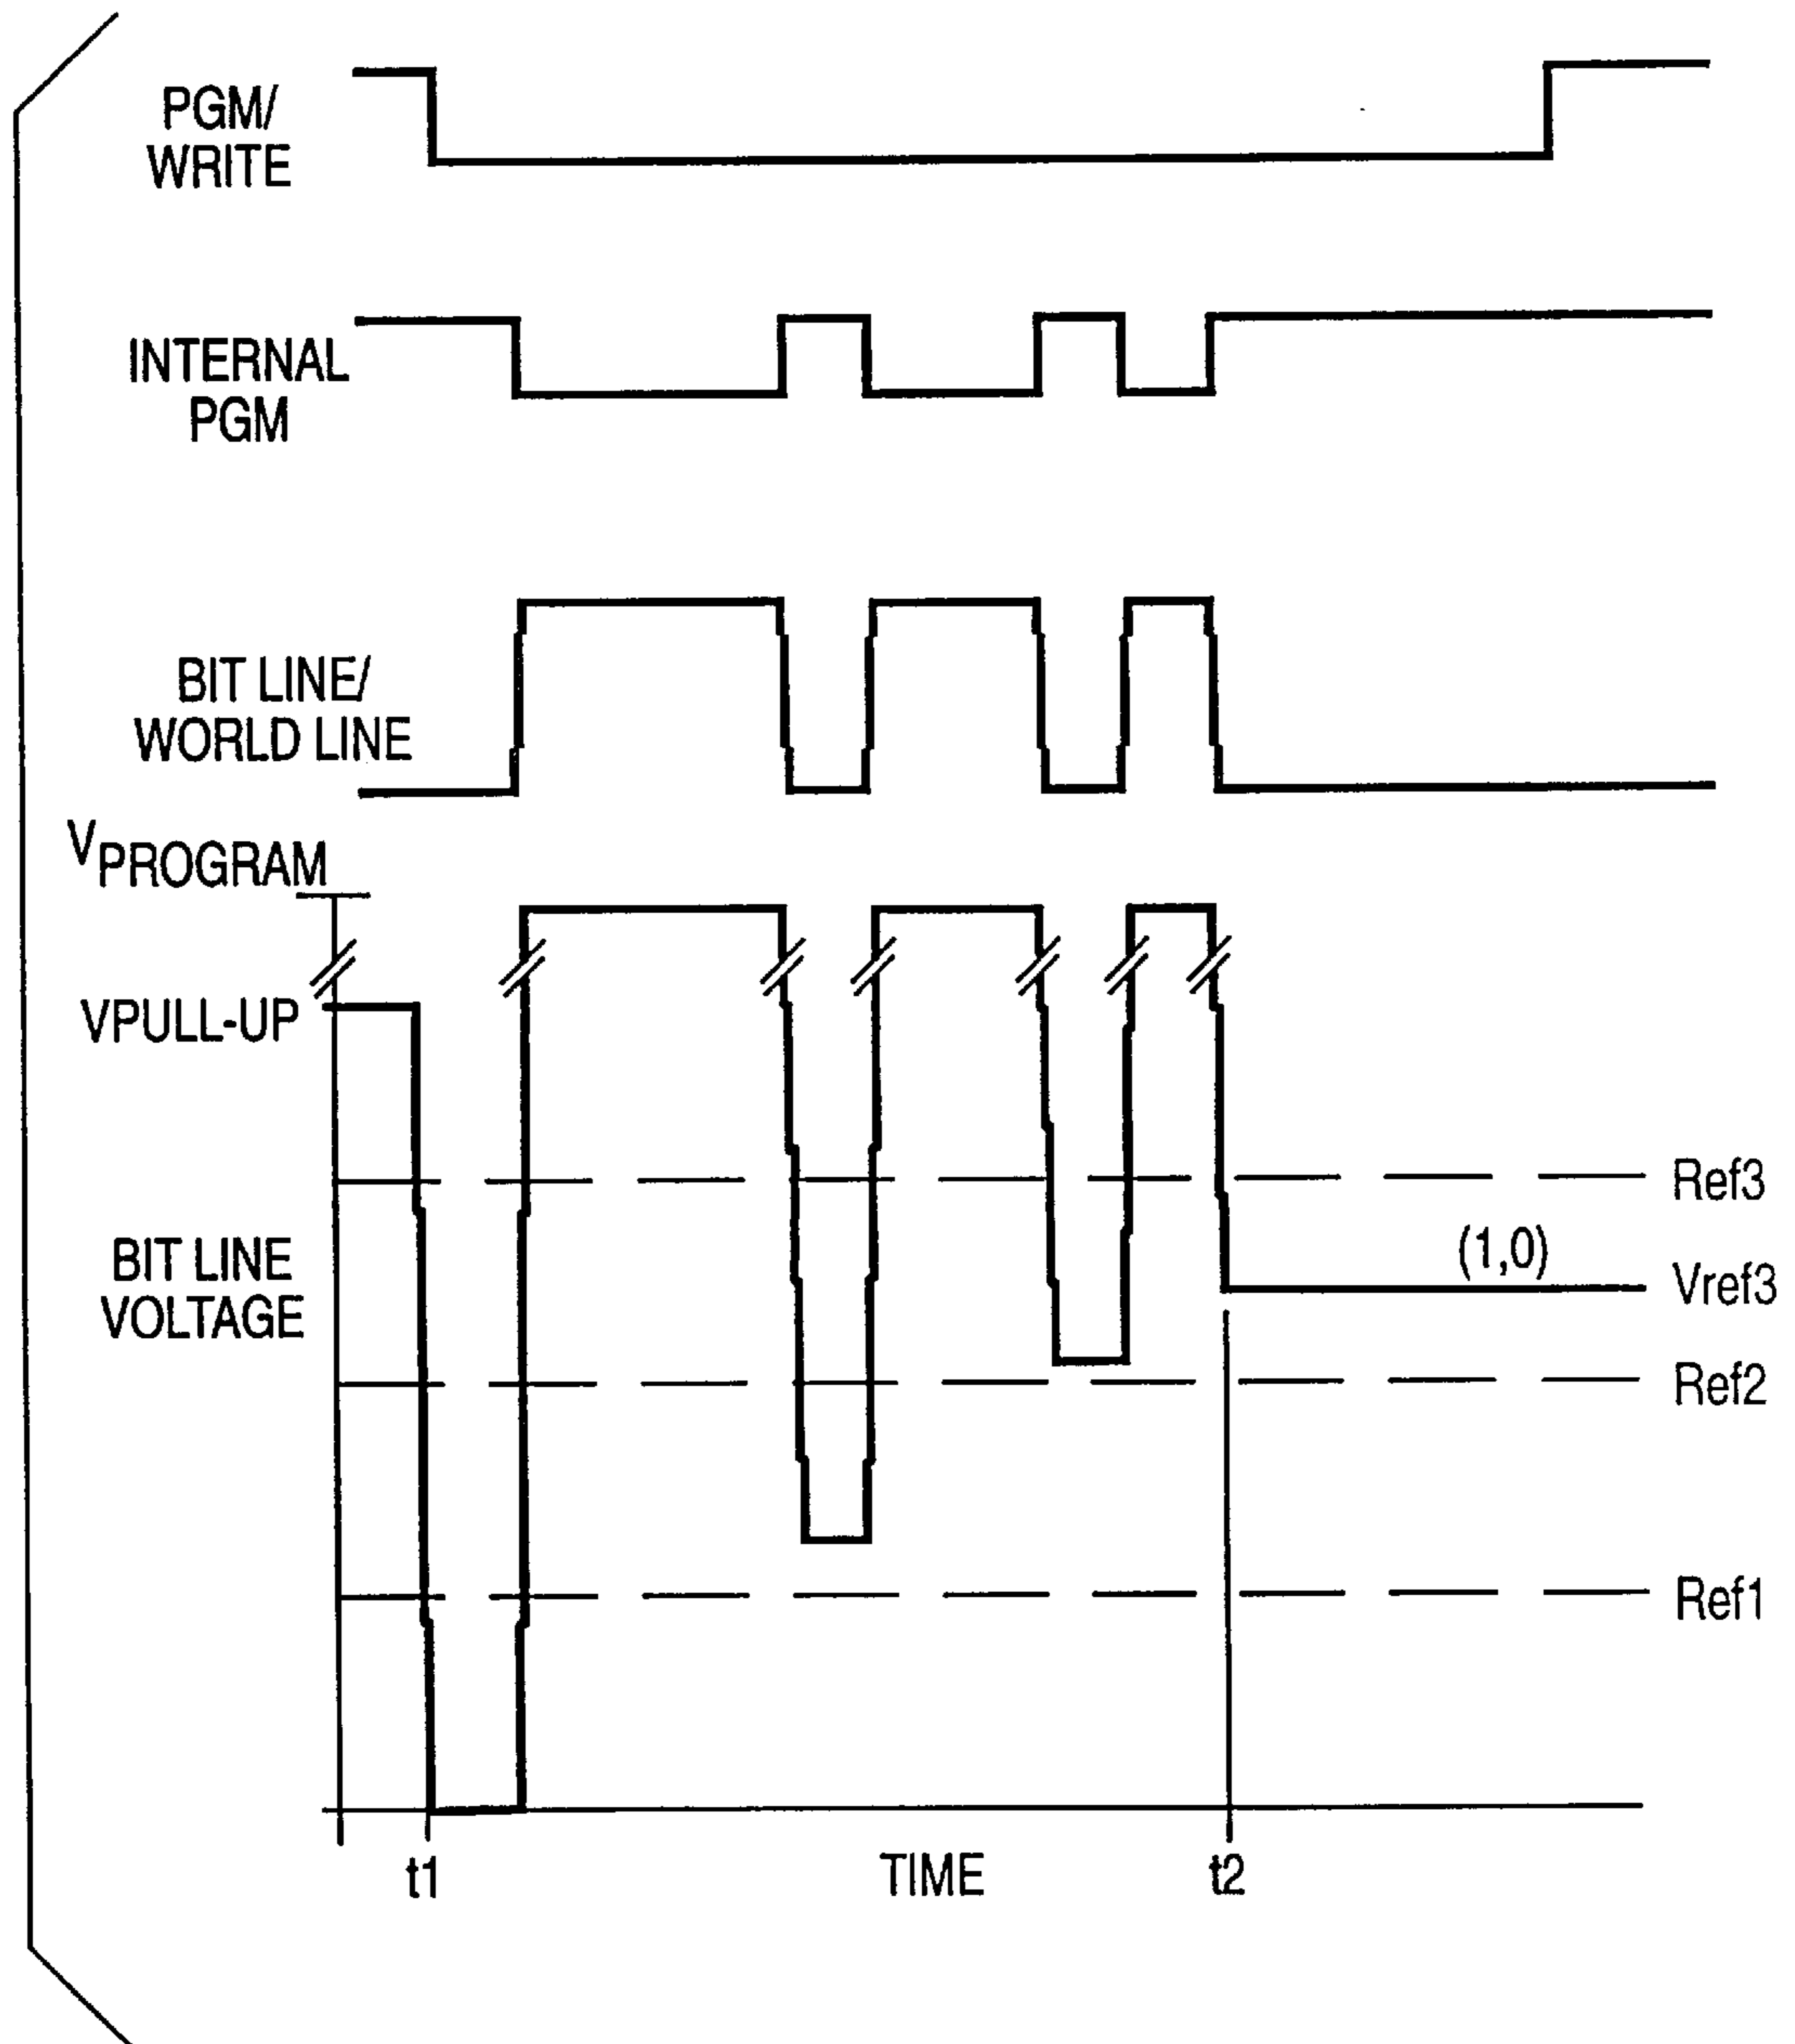 PGM/
WRITE
INTERNAL
PGM
BIT LINE/
WORLD LINE
VPROGRAM
VPULL-UP
Ref3
(1,0)
BIT LINE
VOLTAGE
Vref3
Ref2
Ref1
t1
TIME
t2